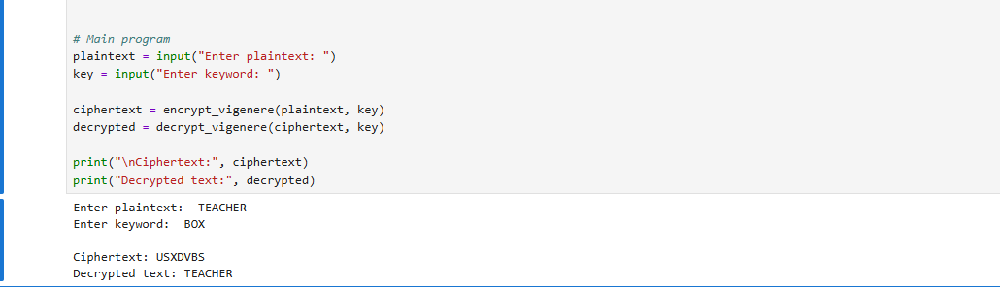 # Main program
plaintext = input("Enter plaintext: ")
key = input("Enter keyword: ")
ciphertext = encrypt_vigenere(plaintext, key)
decrypted = decrypt_vigenere(ciphertext, key)
print("\nCiphertext:", ciphertext)
print("Decrypted text:", decrypted)
Enter plaintext:  TEACHER
Enter keyword:  BOX
Ciphertext: USXDVBS
Decrypted text: TEACHER